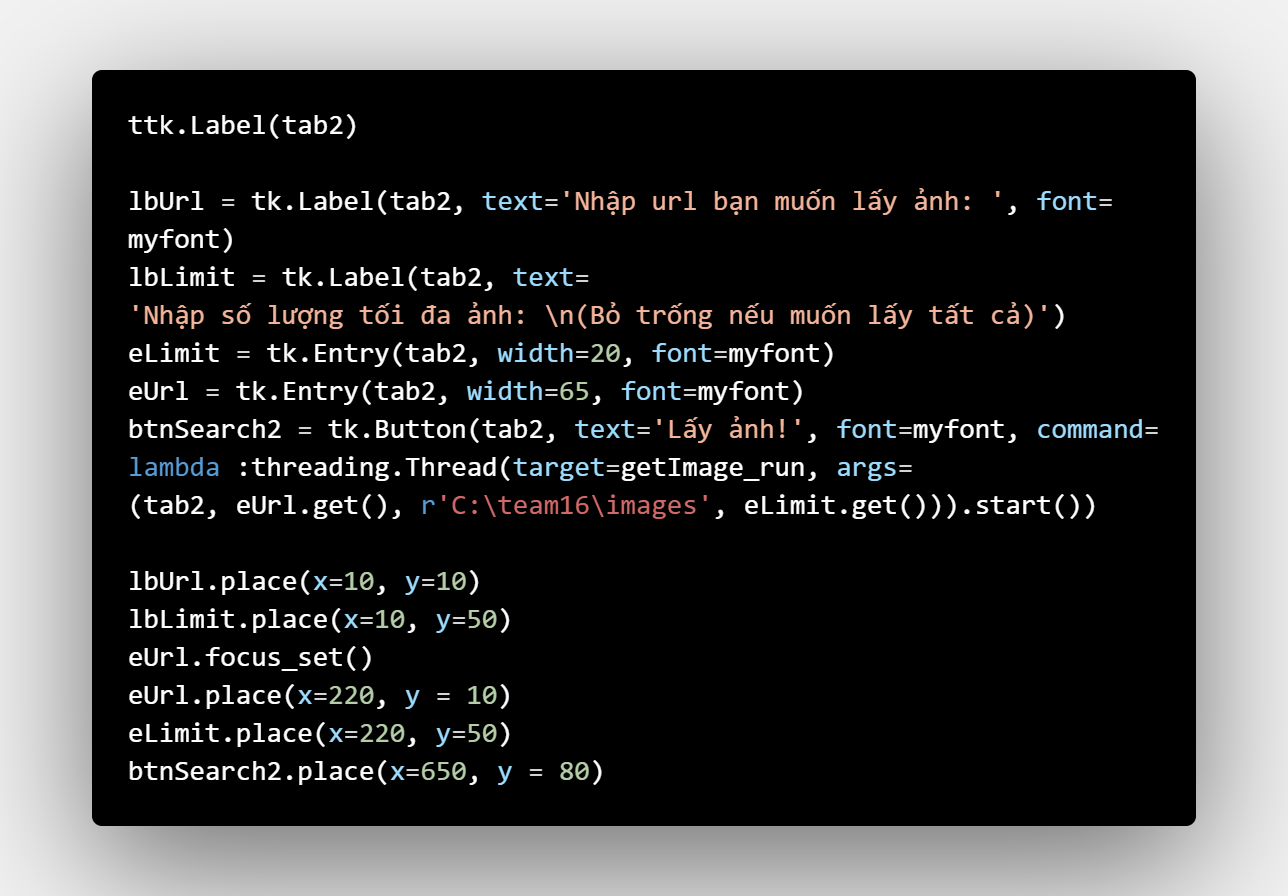 ttk.Label(tab2)

lbUrl = tk.Label(tab2, text='Nhập url bạn muốn lấy ảnh: ', font=
myfont)
lbLimit = tk.Label(tab2, text=
'Nhập số lượng tối đa ảnh: \n(Bỏ trống nếu muốn lấy tất cả)')
eLimit = tk.Entry(tab2, width=20, font=myfont)
eUrl = tk.Entry(tab2, width=65, font=myfont)
btnSearch2 = tk.Button(tab2, text='Lấy ảnh!', font=myfont, command=
lambda :threading.Thread(target=getImage_run, args=
(tab2, eUrl.get(), r'C:\team16\images', eLimit.get())).start())

lbUrl.place(x=10, y=10)
lbLimit.place(x=10, y=50)
eUrl.focus_set()
eUrl.place(x=220, y = 10)
eLimit.place(x=220, y=50)
btnSearch2.place(x=650, y = 80)